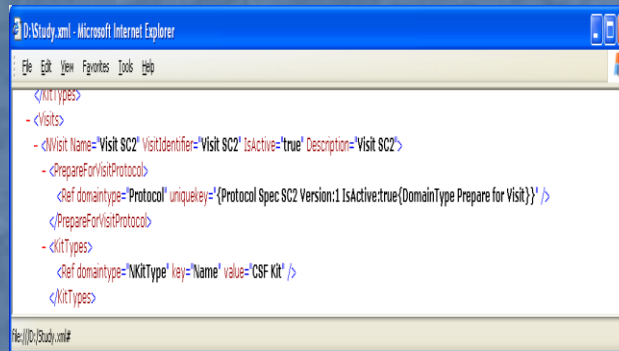 D:\Study.xml - Microsoft Internet Explorer
File Edit View Favorites Tools Help
</KitTypes>
- <Visits>
- <NVisit Name="Visit SC2" VisitIdentifier="Visit SC2" IsActive="true" Description="Visit SC2">
- <PrepareForVisitProtocol>
<Ref domaintype="Protocol" uniquekey="{Protocol Spec SC2 Version:1 IsActive:true{DomainType Prepare for Visit}}" />
</PrepareForVisitProtocol>
- <KitTypes>
<Ref domaintype="NKitType" key="Name" value="CSF Kit" />
</KitTypes>
file:///D:/Study.xml#